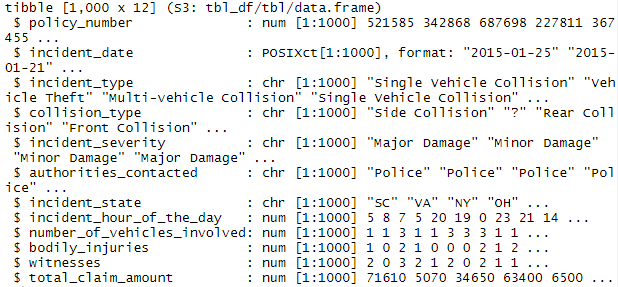 tibble [1,000 x 12] (S3: tbl_df/tbl/data.frame)
 $ policy_number              : num [1:1000] 521585 342868 687698 227811 367
455 ...
 $ incident_date              : POSIXct[1:1000], format: "2015-01-25" "2015-
01-21" ...
 $ incident_type              : chr [1:1000] "Single Vehicle Collision" "Veh
icle Theft" "Multi-vehicle Collision" "Single Vehicle Collision" ...
 $ collision_type             : chr [1:1000] "Side Collision" "?" "Rear Coll
ision" "Front Collision" ...
 $ incident_severity          : chr [1:1000] "Major Damage" "Minor Damage"
 "Minor Damage" "Major Damage" ...
 $ authorities_contacted      : chr [1:1000] "Police" "Police" "Police" "Pol
ice" ...
 $ incident_state             : chr [1:1000] "SC" "VA" "NY" "OH" ...
 $ incident_hour_of_the_day   : num [1:1000] 5 8 7 5 20 19 0 23 21 14 ...
 $ number_of_vehicles_involved: num [1:1000] 1 1 3 1 1 3 3 3 1 1 ...
 $ bodily_injuries            : num [1:1000] 1 0 2 1 0 0 0 2 1 2 ...
 $ witnesses                  : num [1:1000] 2 0 3 2 1 2 0 2 1 1 ...
 $ total_claim_amount         : num [1:1000] 71610 5070 34650 63400 6500 ...